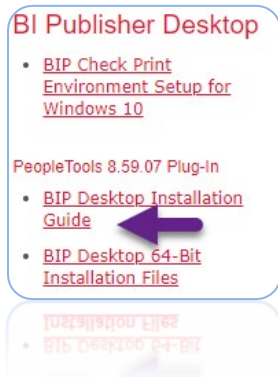 BI Publisher Desktop
BIP Check Print
Environment Setup for
Windows 10
PeopleTools 8.59.07 Plug-In
BIP Desktop Installation
Guide
BIP Desktop 64-Bit
Installation Files